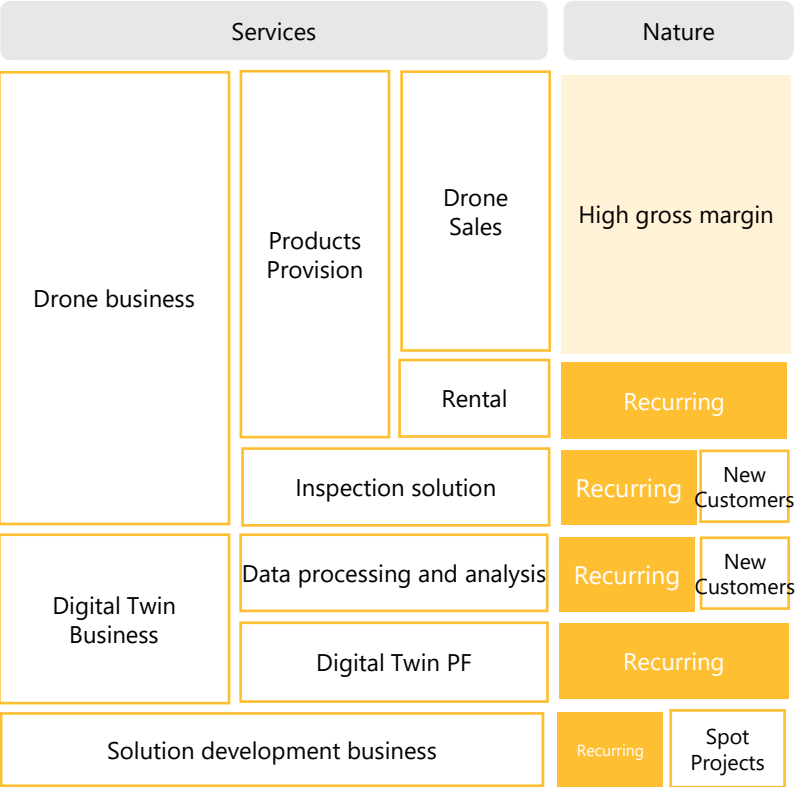 Services
Nature
Drone business
Products
Provision
Drone
Sales
High gross margin
Rental
Recurring
Inspection solution
Recurring
New
Customers
Digital Twin
Business
Data processing and analysis
Recurring
New
Customers
Digital Twin PF
Recurring
Solution development business
Recurring
Spot
Projects